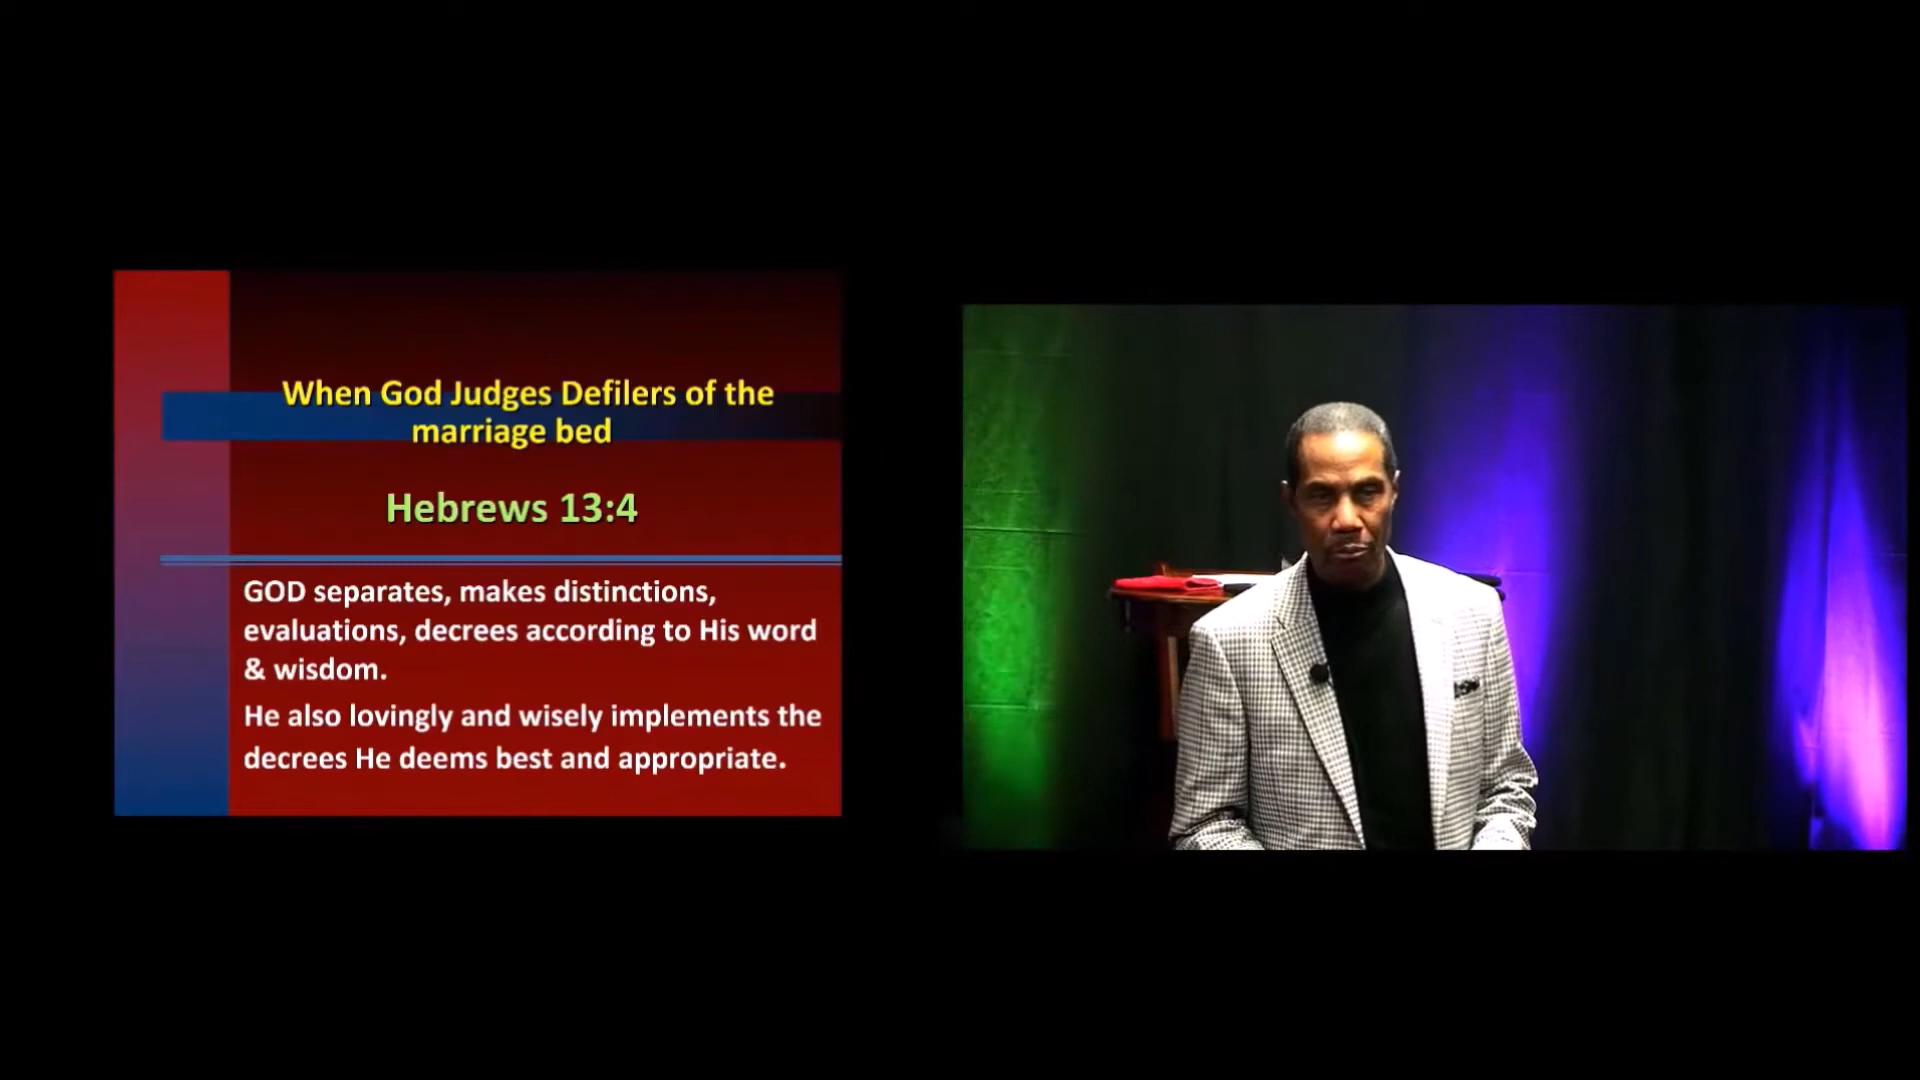 When God Judges Defilers of the
marriage bed
Hebrews 13:4
GOD separates, makes distinctions,
evaluations, decrees according to His word
& wisdom.
He also lovingly and wisely implements the
decrees He deems best and appropriate.